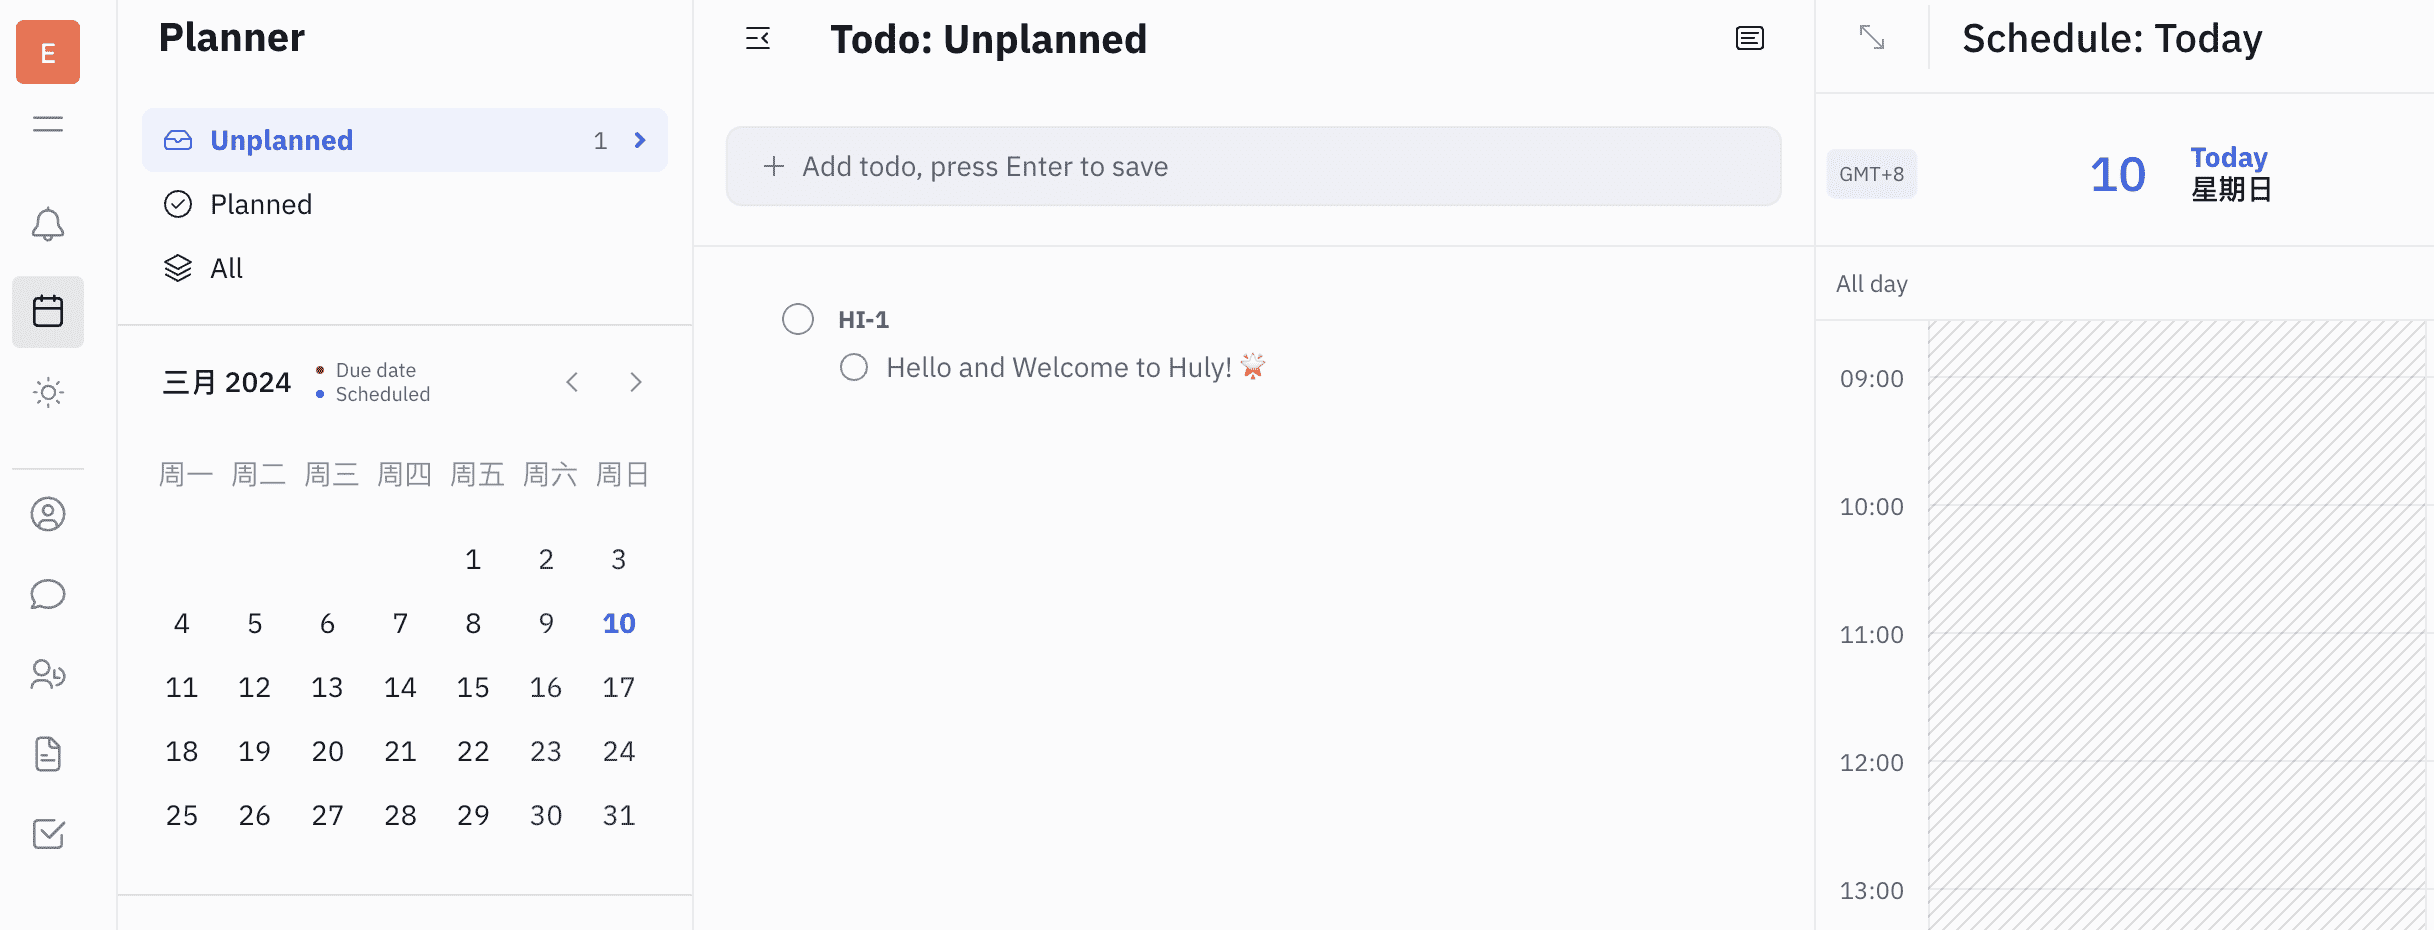 E
Planner
Unplanned 1
Planned
All
三月 2024
Due date
Scheduled
周一 周二 周三 周四 周五 周六 周日
1 2 3
4 5 6 7 8 9 10
11 12 13 14 15 16 17
18 19 20 21 22 23 24
25 26 27 28 29 30 31
Todo: Unplanned
Add todo, press Enter to save
HI-1
Hello and Welcome to Huly! 🌟
Schedule: Today
GMT+8
10
Today
星期日
All day
09:00
10:00
11:00
12:00
13:00